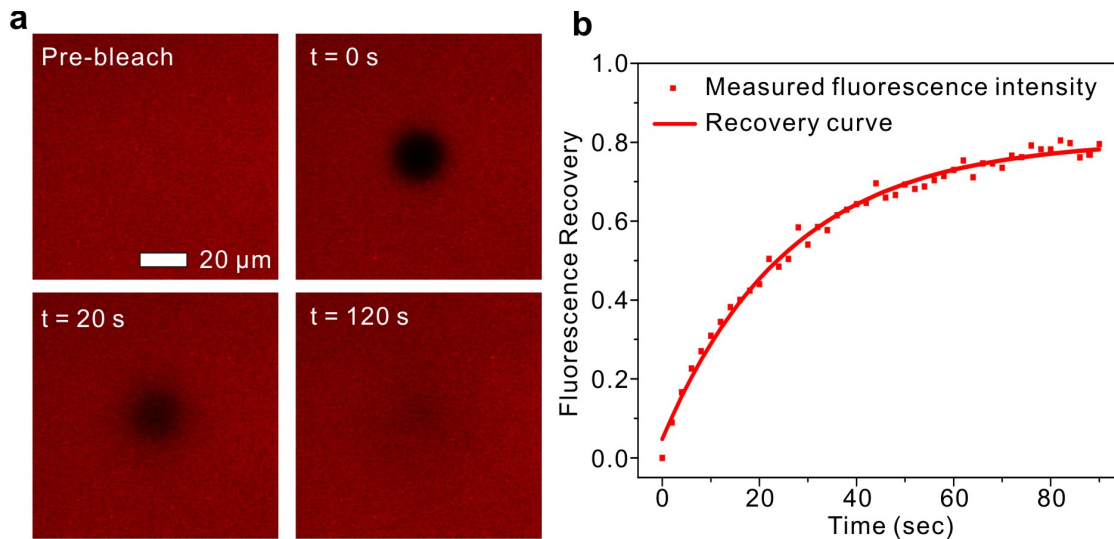 a
Pre-bleach
t = 0 s
20 μm
t = 20 s
t = 120 s
b
1.0
0.8
0.6
0.4
0.2
0.0
Fluorescence Recovery
Measured fluorescence intensity
Recovery curve
0
20
40
60
80
Time (sec)